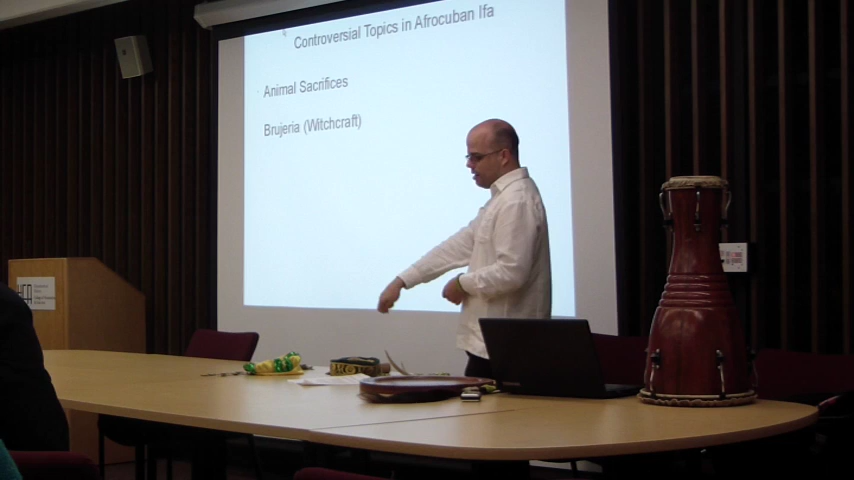 Controversial Topics in Afrocuban Ifa
Animal Sacrifices
Brujeria (Witchcraft)